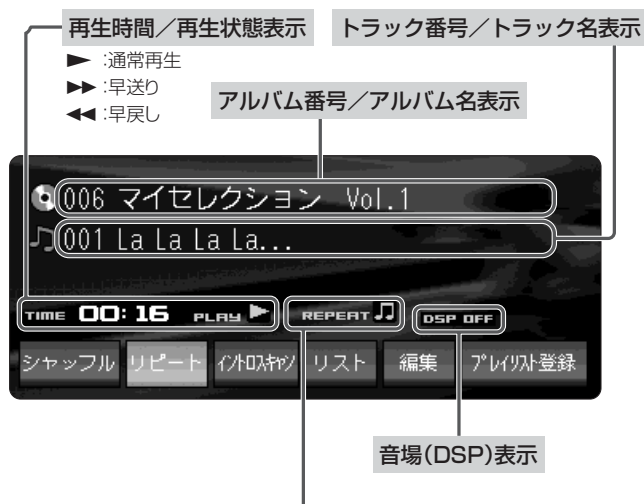 再生時間／再生状態表示
トラック番号／トラック名表示
▶ :通常再生
▶▶ :早送り
◀◀ :早戻し
アルバム番号／アルバム名表示
006 マイセレクション Vol.1
001 La La La La...
TIME 00:16 PLAY ▶ REPEAT DSP OFF
シャッフル リピート イントロスキャン リスト 編集 プレイリスト登録
音場(DSP)表示